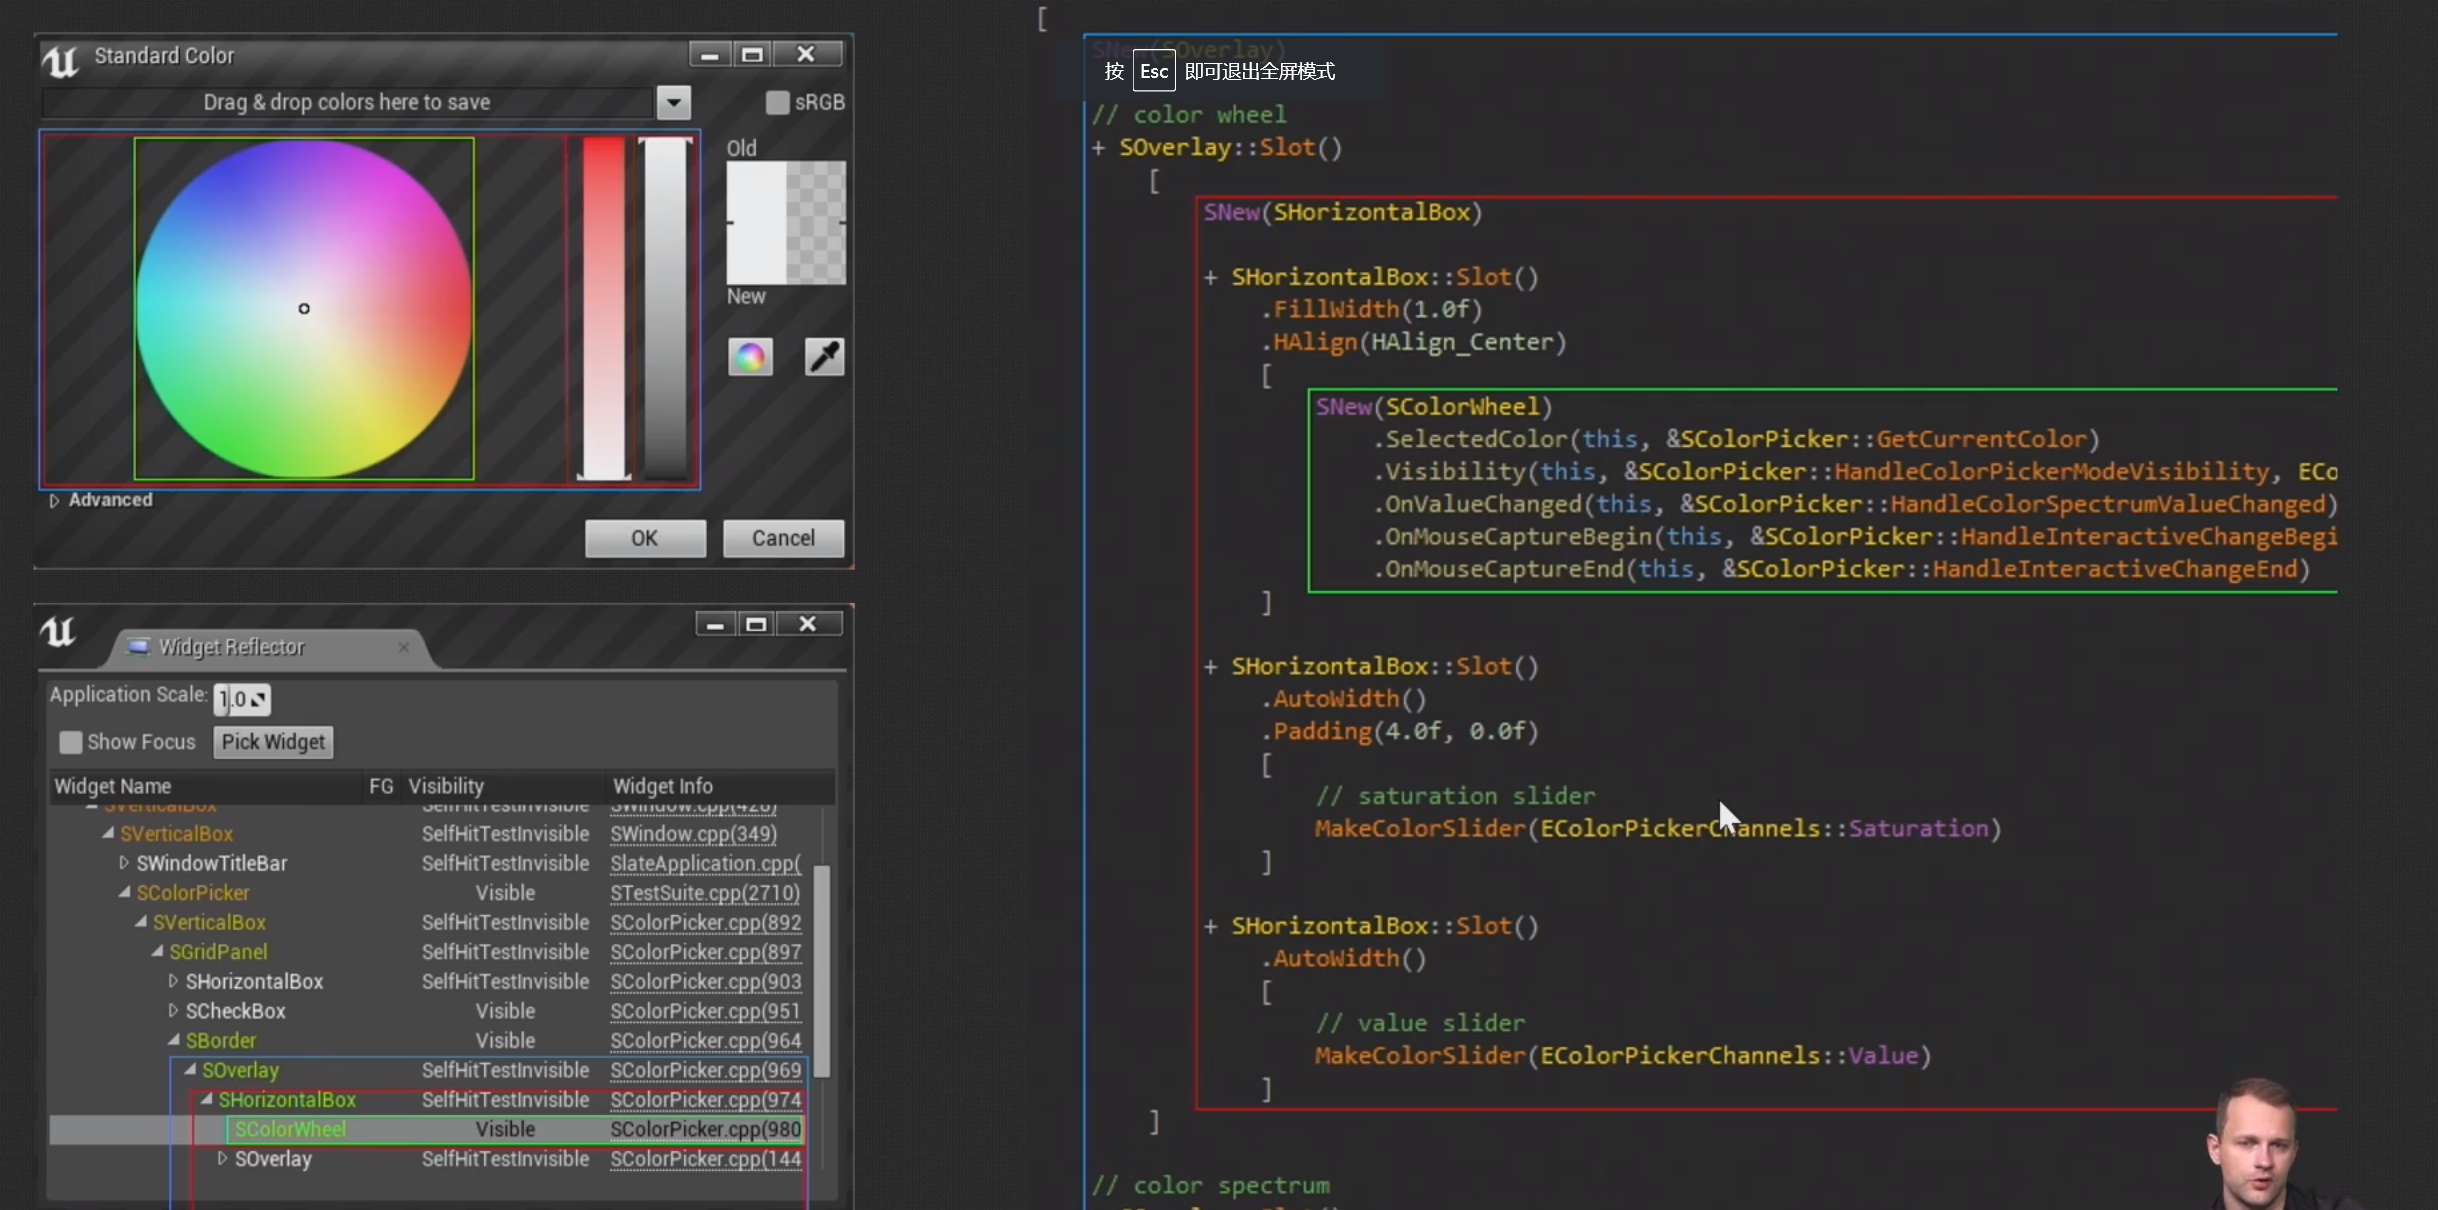 Standard Color
Drag & drop colors here to save
sRGB
Old
New
Advanced
OK
Cancel
Widget Reflector
Application Scale: 1.0
Show Focus
Pick Widget
Widget Name FG Visibility Widget Info
SVerticalBox SelfHitTestInvisible SWindow.cpp(428)
SVerticalBox SelfHitTestInvisible SWindow.cpp(349)
SWindowTitleBar SelfHitTestInvisible SlateApplication.cpp(
SColorPicker Visible STestSuite.cpp(2710)
SVerticalBox SelfHitTestInvisible SColorPicker.cpp(892
SGridPanel SelfHitTestInvisible SColorPicker.cpp(897
SHorizontalBox SelfHitTestInvisible SColorPicker.cpp(903
SCheckBox Visible SColorPicker.cpp(951
SBorder Visible SColorPicker.cpp(964
SOverlay SelfHitTestInvisible SColorPicker.cpp(969
SHorizontalBox SelfHitTestInvisible SColorPicker.cpp(974
SColorWheel Visible SColorPicker.cpp(980
SOverlay SelfHitTestInvisible SColorPicker.cpp(144
[
SNew(SOverlay)
按 Esc 即可退出全屏模式
// color wheel
+ SOverlay::Slot()
[
SNew(SHorizontalBox)
+ SHorizontalBox::Slot()
.FillWidth(1.0f)
.HAlign(HAlign_Center)
[
SNew(SColorWheel)
.SelectedColor(this, &SColorPicker::GetCurrentColor)
.Visibility(this, &SColorPicker::HandleColorPickerModeVisibility, ECo
.OnValueChanged(this, &SColorPicker::HandleColorSpectrumValueChanged)
.OnMouseCaptureBegin(this, &SColorPicker::HandleInteractiveChangeBegi
.OnMouseCaptureEnd(this, &SColorPicker::HandleInteractiveChangeEnd)
]
+ SHorizontalBox::Slot()
.AutoWidth()
.Padding(4.0f, 0.0f)
[
// saturation slider
MakeColorSlider(EColorPickerChannels::Saturation)
]
+ SHorizontalBox::Slot()
.AutoWidth()
[
// value slider
MakeColorSlider(EColorPickerChannels::Value)
]
]
// color spectrum